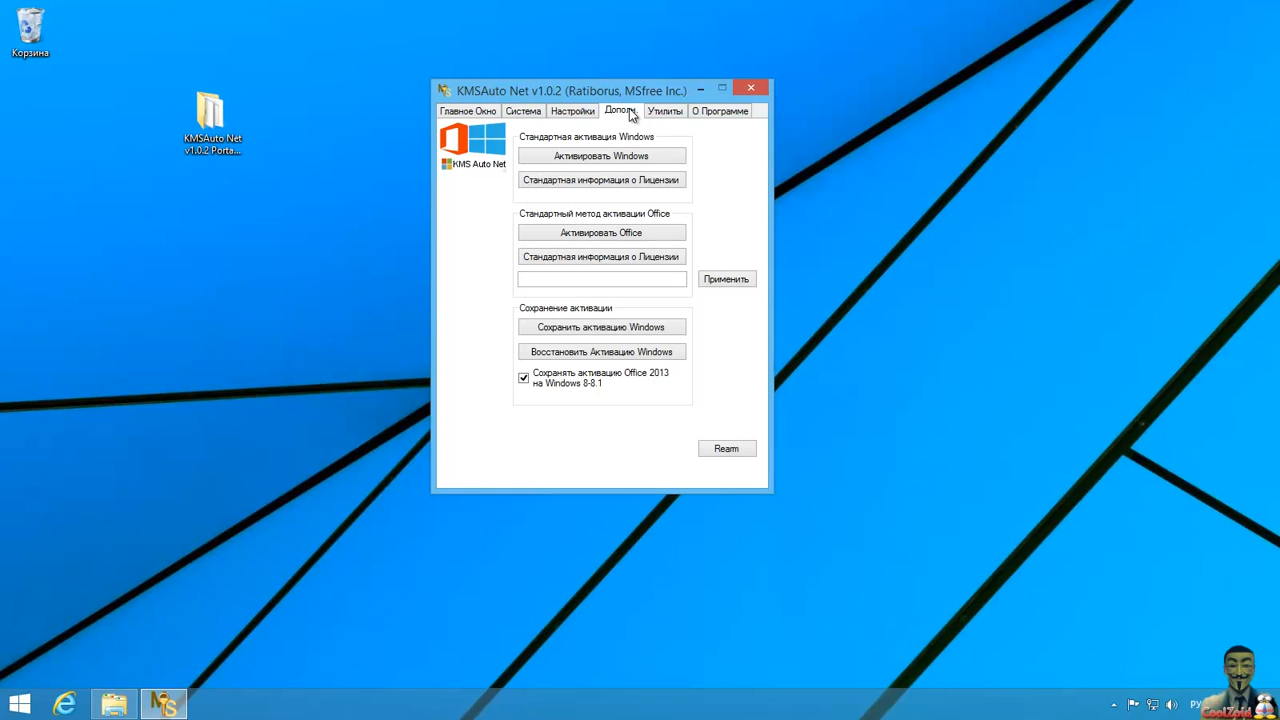 Корзина
KMSAuto Net
v1.0.2 Porta...
KMSAuto Net v1.0.2 (Ratiborus, MSfree Inc.)
Главное Окно
Система
Настройки
Утилиты
О Программе
KMS Auto Net
Стандартная активация Windows
Активировать Windows
Стандартная информация о Лицензии
Стандартный метод активации Office
Активировать Office
Стандартная информация о Лицензии
Применить
Сохранение активации
Сохранить активацию Windows
Восстановить Активацию Windows
Сохранять активацию Office 2013
на Windows 8-8.1
Rearm
CoolZoid